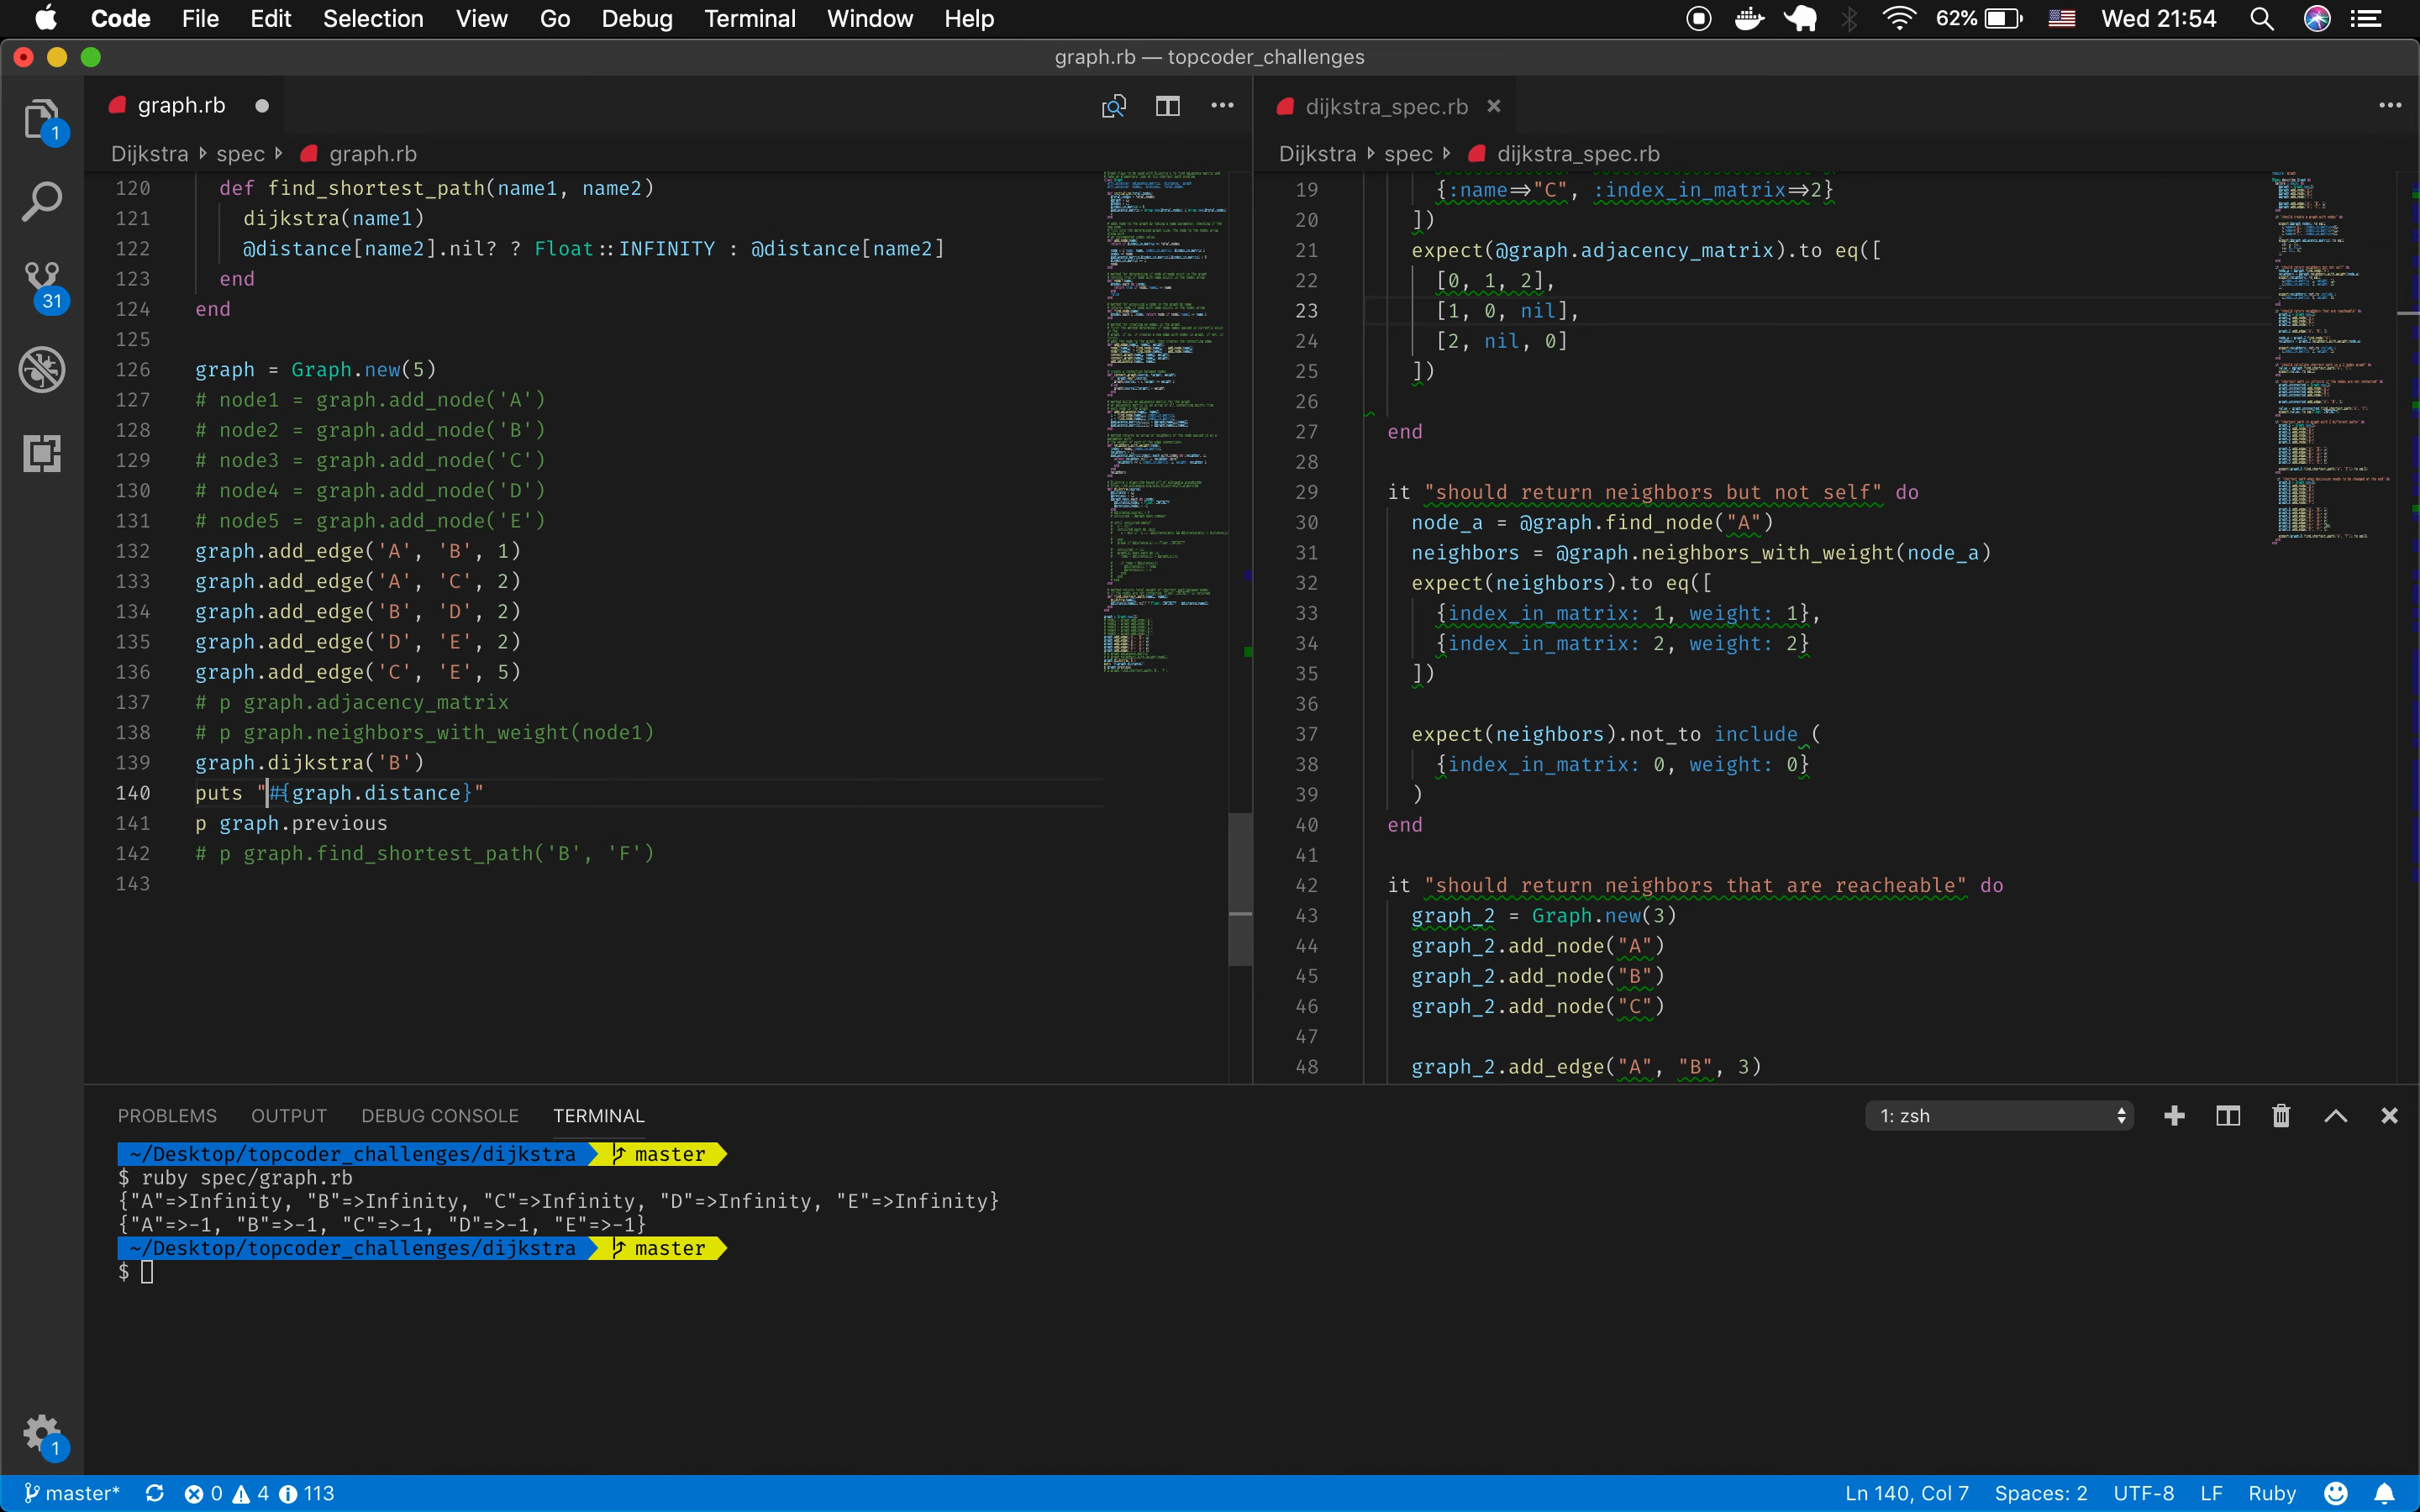 Code File Edit Selection View Go Debug Terminal Window Help 62% Wed 21:54
graph.rb — topcoder_challenges
graph.rb
Dijkstra spec graph.rb
120 def find_shortest_path(name1, name2)
121 dijkstra(name1)
122 @distance[name2].nil? ? Float::INFINITY : @distance[name2]
123 end
124 end
125
126 graph = Graph.new(5)
127 # node1 = graph.add_node('A')
128 # node2 = graph.add_node('B')
129 # node3 = graph.add_node('C')
130 # node4 = graph.add_node('D')
131 # node5 = graph.add_node('E')
132 graph.add_edge('A', 'B', 1)
133 graph.add_edge('A', 'C', 2)
134 graph.add_edge('B', 'D', 2)
135 graph.add_edge('D', 'E', 2)
136 graph.add_edge('C', 'E', 5)
137 # p graph.adjacency_matrix
138 # p graph.neighbors_with_weight(node1)
139 graph.dijkstra('B')
140 puts "#{graph.distance}"
141 p graph.previous
142 # p graph.find_shortest_path('B', 'F')
143
dijkstra_spec.rb
Dijkstra spec dijkstra_spec.rb
19 {:name=>"C", :index_in_matrix=>2}
20 ])
21 expect(@graph.adjacency_matrix).to eq([
22 [0, 1, 2],
23 [1, 0, nil],
24 [2, nil, 0]
25 ])
26
27 end
28
29 it "should return neighbors but not self" do
30 node_a = @graph.find_node("A")
31 neighbors = @graph.neighbors_with_weight(node_a)
32 expect(neighbors).to eq([
33 {index_in_matrix: 1, weight: 1},
34 {index_in_matrix: 2, weight: 2}
35 ])
36
37 expect(neighbors).not_to include (
38 {index_in_matrix: 0, weight: 0}
39 )
40 end
41
42 it "should return neighbors that are reacheable" do
43 graph_2 = Graph.new(3)
44 graph_2.add_node("A")
45 graph_2.add_node("B")
46 graph_2.add_node("C")
47
48 graph_2.add_edge("A", "B", 3)
1
31
1
PROBLEMS OUTPUT DEBUG CONSOLE TERMINAL 1: zsh
~/Desktop/topcoder_challenges/dijkstra master
$ ruby spec/graph.rb
{"A"=>Infinity, "B"=>Infinity, "C"=>Infinity, "D"=>Infinity, "E"=>Infinity}
{"A"=>-1, "B"=>-1, "C"=>-1, "D"=>-1, "E"=>-1}
~/Desktop/topcoder_challenges/dijkstra master
$
master* 0 4 113 Ln 140, Col 7 Spaces: 2 UTF-8 LF Ruby